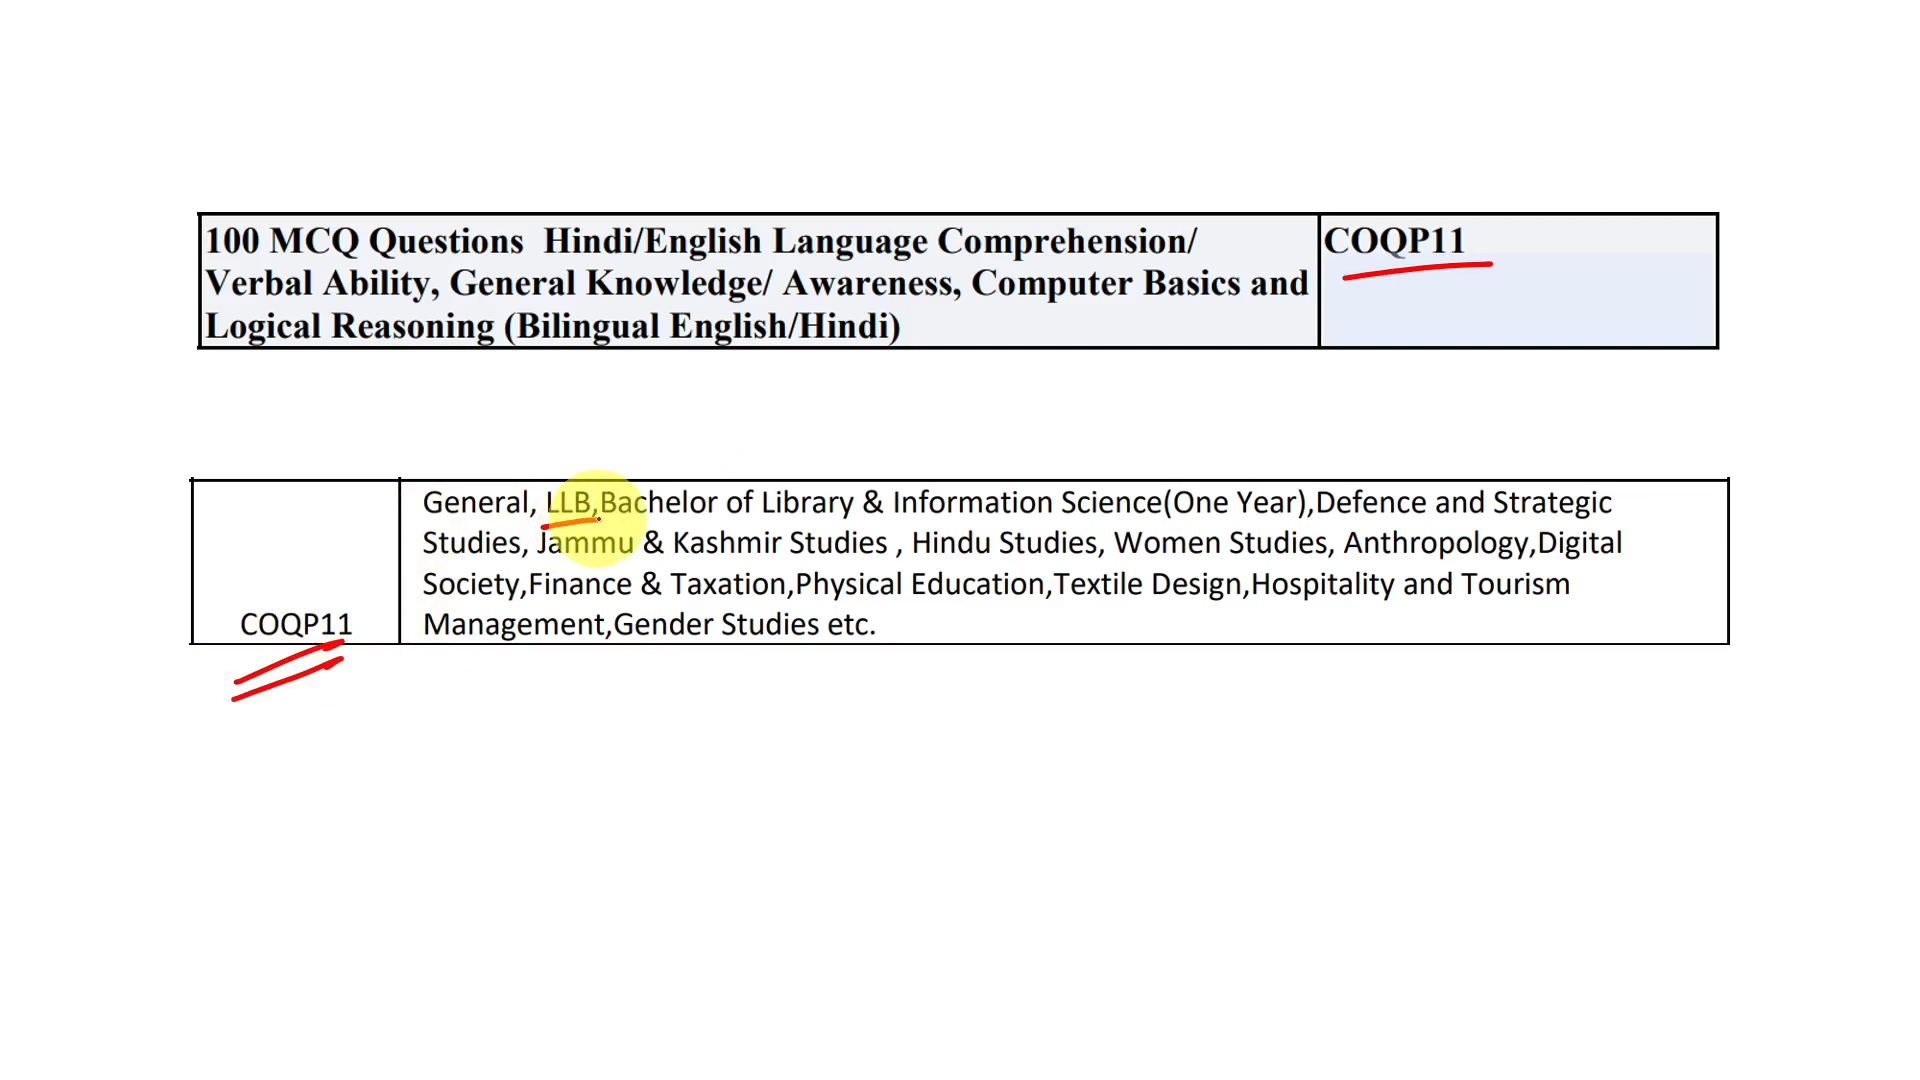 100 MCQ Questions  Hindi/English Language Comprehension/
Verbal Ability, General Knowledge/ Awareness, Computer Basics and
Logical Reasoning (Bilingual English/Hindi)
COQP11
General, LLB,Bachelor of Library & Information Science(One Year),Defence and Strategic
Studies, Jammu & Kashmir Studies , Hindu Studies, Women Studies, Anthropology,Digital
Society,Finance & Taxation,Physical Education,Textile Design,Hospitality and Tourism
Management,Gender Studies etc.
COQP11